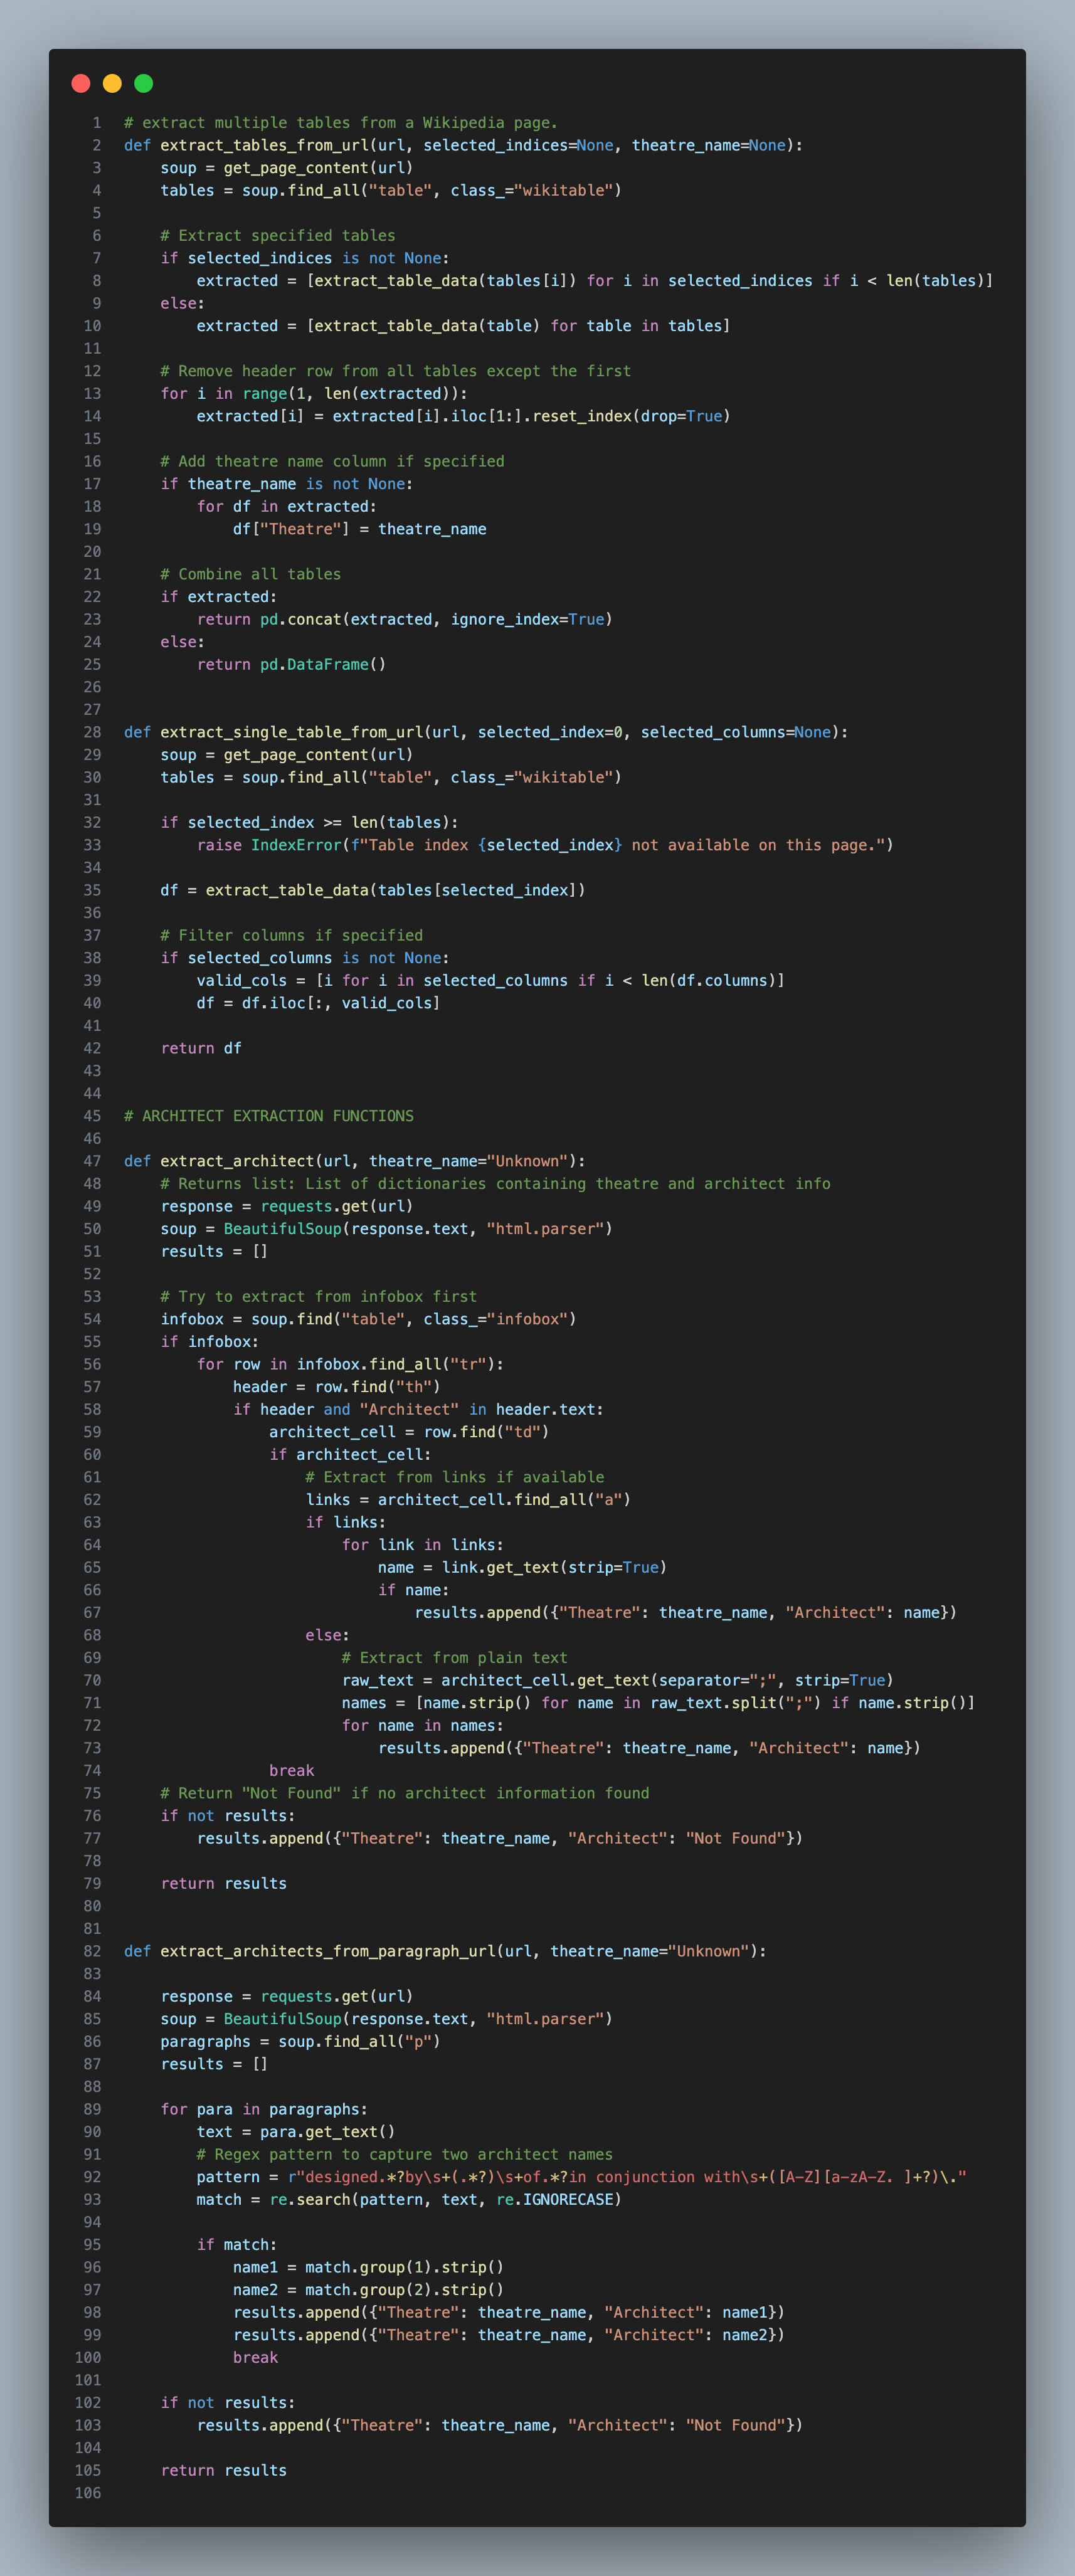 1 # extract multiple tables from a Wikipedia page.
2 def extract_tables_from_url(url, selected_indices=None, theatre_name=None):
3     soup = get_page_content(url)
4     tables = soup.find_all("table", class_="wikitable")
5
6     # Extract specified tables
7     if selected_indices is not None:
8         extracted = [extract_table_data(tables[i]) for i in selected_indices if i < len(tables)]
9     else:
10         extracted = [extract_table_data(table) for table in tables]
11
12     # Remove header row from all tables except the first
13     for i in range(1, len(extracted)):
14         extracted[i] = extracted[i].iloc[1:].reset_index(drop=True)
15
16     # Add theatre name column if specified
17     if theatre_name is not None:
18         for df in extracted:
19             df["Theatre"] = theatre_name
20
21     # Combine all tables
22     if extracted:
23         return pd.concat(extracted, ignore_index=True)
24     else:
25         return pd.DataFrame()
26
27
28 def extract_single_table_from_url(url, selected_index=0, selected_columns=None):
29     soup = get_page_content(url)
30     tables = soup.find_all("table", class_="wikitable")
31
32     if selected_index >= len(tables):
33         raise IndexError(f"Table index {selected_index} not available on this page.")
34
35     df = extract_table_data(tables[selected_index])
36
37     # Filter columns if specified
38     if selected_columns is not None:
39         valid_cols = [i for i in selected_columns if i < len(df.columns)]
40         df = df.iloc[:, valid_cols]
41
42     return df
43
44
45 # ARCHITECT EXTRACTION FUNCTIONS
46
47 def extract_architect(url, theatre_name="Unknown"):
48     # Returns list: List of dictionaries containing theatre and architect info
49     response = requests.get(url)
50     soup = BeautifulSoup(response.text, "html.parser")
51     results = []
52
53     # Try to extract from infobox first
54     infobox = soup.find("table", class_="infobox")
55     if infobox:
56         for row in infobox.find_all("tr"):
57             header = row.find("th")
58             if header and "Architect" in header.text:
59                 architect_cell = row.find("td")
60                 if architect_cell:
61                     # Extract from links if available
62                     links = architect_cell.find_all("a")
63                     if links:
64                         for link in links:
65                             name = link.get_text(strip=True)
66                             if name:
67                                 results.append({"Theatre": theatre_name, "Architect": name})
68                     else:
69                         # Extract from plain text
70                         raw_text = architect_cell.get_text(separator=";", strip=True)
71                         names = [name.strip() for name in raw_text.split(";") if name.strip()]
72                         for name in names:
73                             results.append({"Theatre": theatre_name, "Architect": name})
74                 break
75     # Return "Not Found" if no architect information found
76     if not results:
77         results.append({"Theatre": theatre_name, "Architect": "Not Found"})
78
79     return results
80
81
82 def extract_architects_from_paragraph_url(url, theatre_name="Unknown"):
83
84     response = requests.get(url)
85     soup = BeautifulSoup(response.text, "html.parser")
86     paragraphs = soup.find_all("p")
87     results = []
88
89     for para in paragraphs:
90         text = para.get_text()
91         # Regex pattern to capture two architect names
92         pattern = r"designed.*?by\s+(.*?)\s+of.*?in conjunction with\s+([A-Z][a-zA-Z. ]+?)\."
93         match = re.search(pattern, text, re.IGNORECASE)
94
95         if match:
96             name1 = match.group(1).strip()
97             name2 = match.group(2).strip()
98             results.append({"Theatre": theatre_name, "Architect": name1})
99             results.append({"Theatre": theatre_name, "Architect": name2})
100             break
101
102     if not results:
103         results.append({"Theatre": theatre_name, "Architect": "Not Found"})
104
105     return results
106